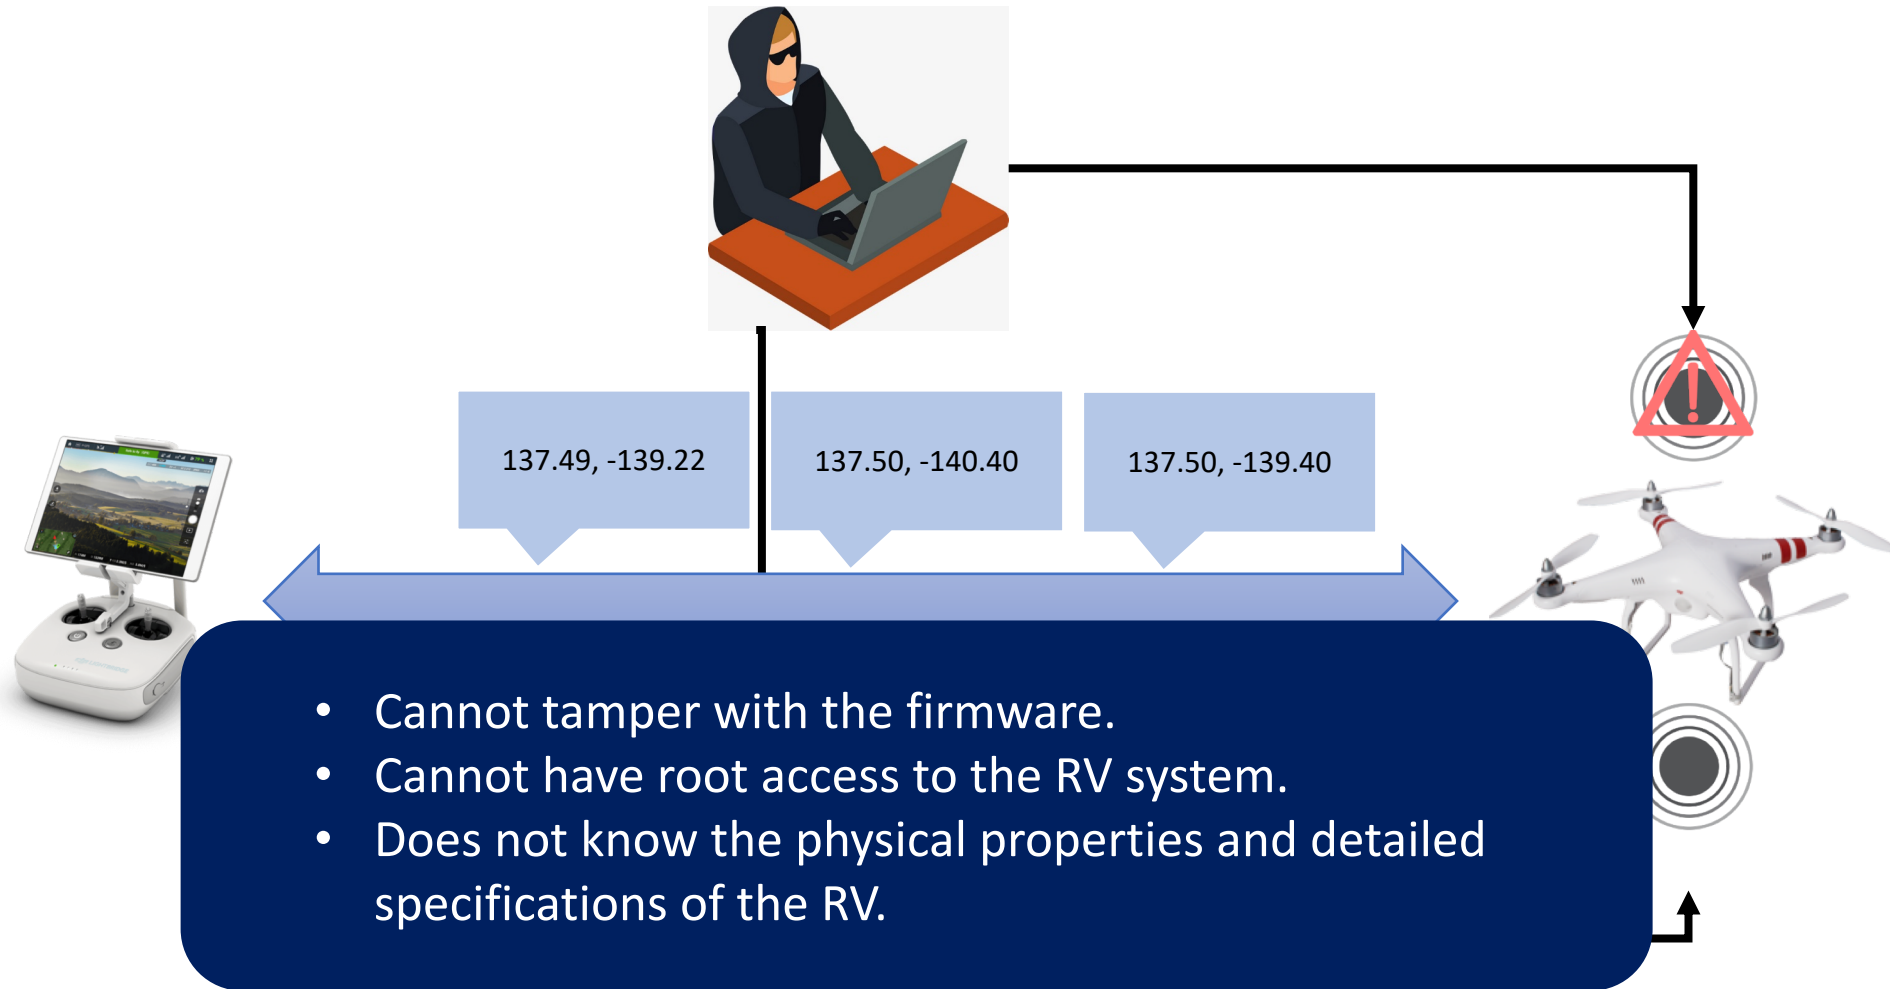 137.49, -139.22
137.50, -140.40
137.50, -139.40
• Cannot tamper with the firmware.
• Cannot have root access to the RV system.
• Does not know the physical properties and detailed
specifications of the RV.